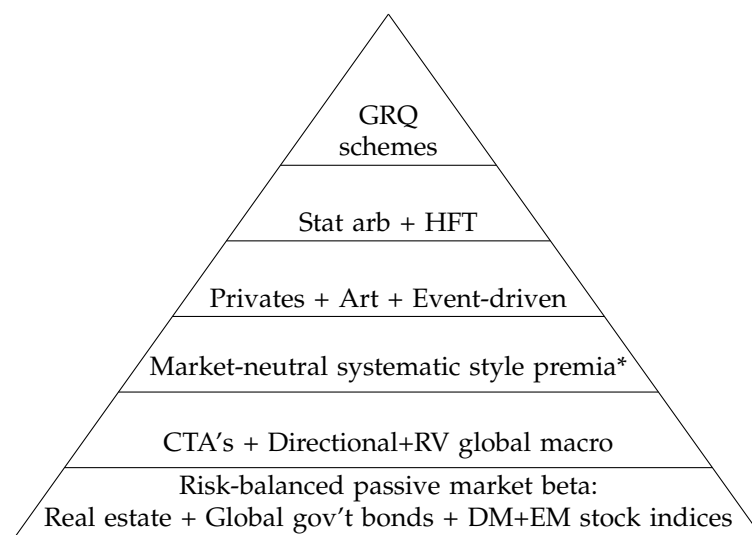 GRQ
schemes
Stat arb + HFT
Privates + Art + Event-driven
Market-neutral systematic style premia*
CTA's + Directional+RV global macro
Risk-balanced passive market beta:
Real estate + Global gov't bonds + DM+EM stock indices